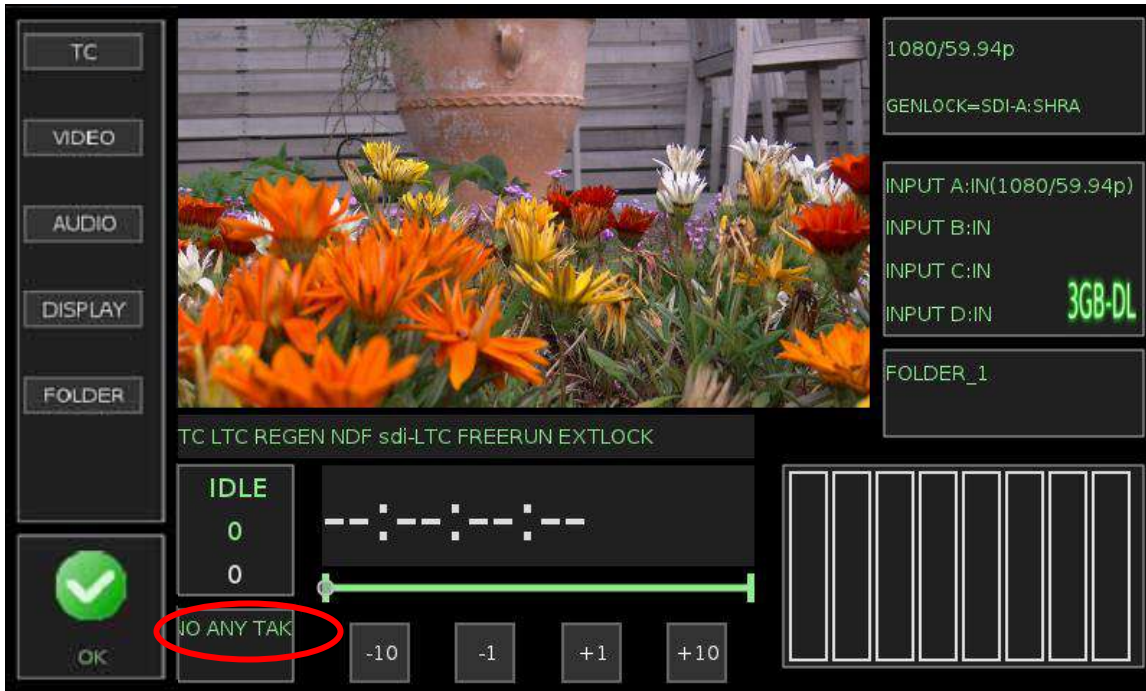 TC
VIDEO
AUDIO
DISPLAY
FOLDER
OK
1080/59.94p
GENLOCK=SDI-A:SHRA
INPUT A:IN(1080/59.94p)
INPUT B:IN
INPUT C:IN
INPUT D:IN
3GB-DL
FOLDER_1
TC LTC REGEN NDF sdi-LTC FREERUN EXTLOCK
IDLE
0
0
--:--:--:--
NO ANY TAK
-10
-1
+1
+10